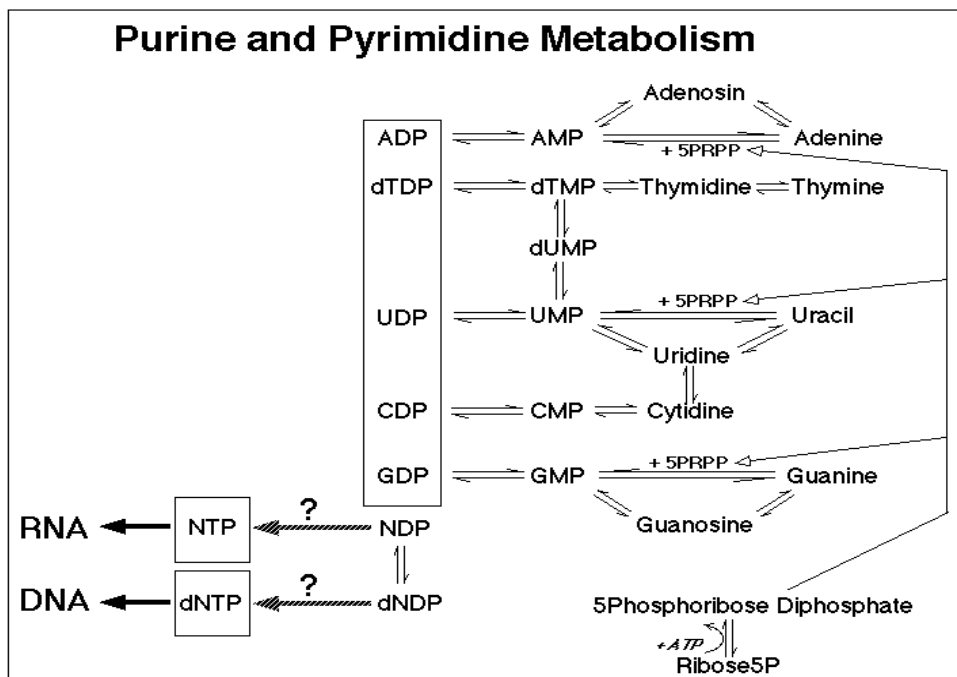 Purine and Pyrimidine Metabolism
Adenosin
ADP AMP Adenine
+ 5PRPP
dTDP dTMP Thymidine Thymine
dUMP
+ 5PRPP
UDP UMP Uracil
Uridine
CDP CMP Cytidine
+ 5PRPP
GDP GMP Guanine
?
RNA NTP NDP Guanosine
?
DNA dNTP dNDP
5Phosphoribose Diphosphate
+ATP
Ribose5P